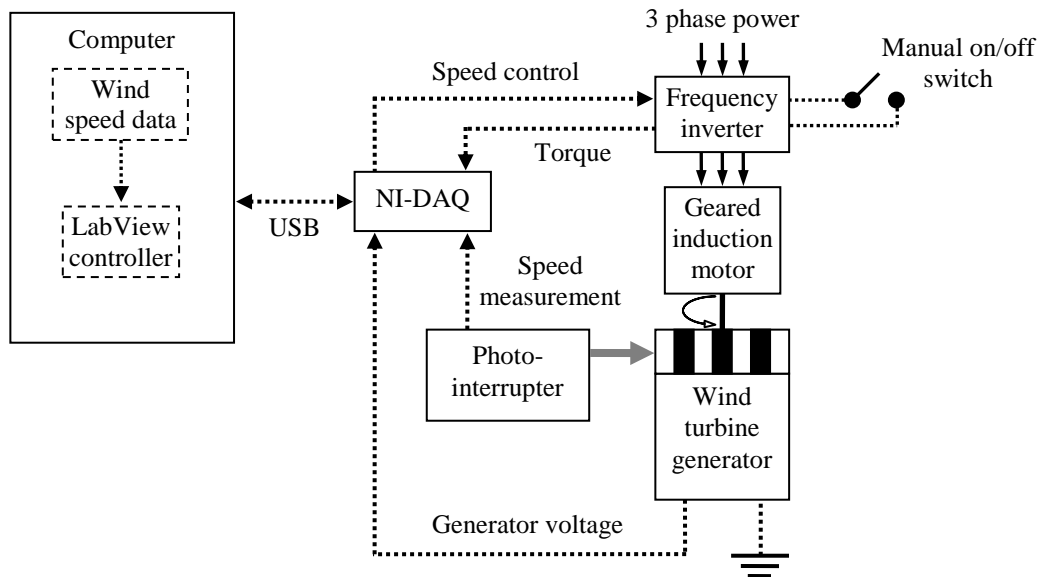 Computer
Wind
speed data
LabView
controller
USB
NI-DAQ
Speed control
Torque
3 phase power
Frequency
inverter
Manual on/off
switch
Geared
induction
motor
Speed
measurement
Photo-
interrupter
Wind
turbine
generator
Generator voltage